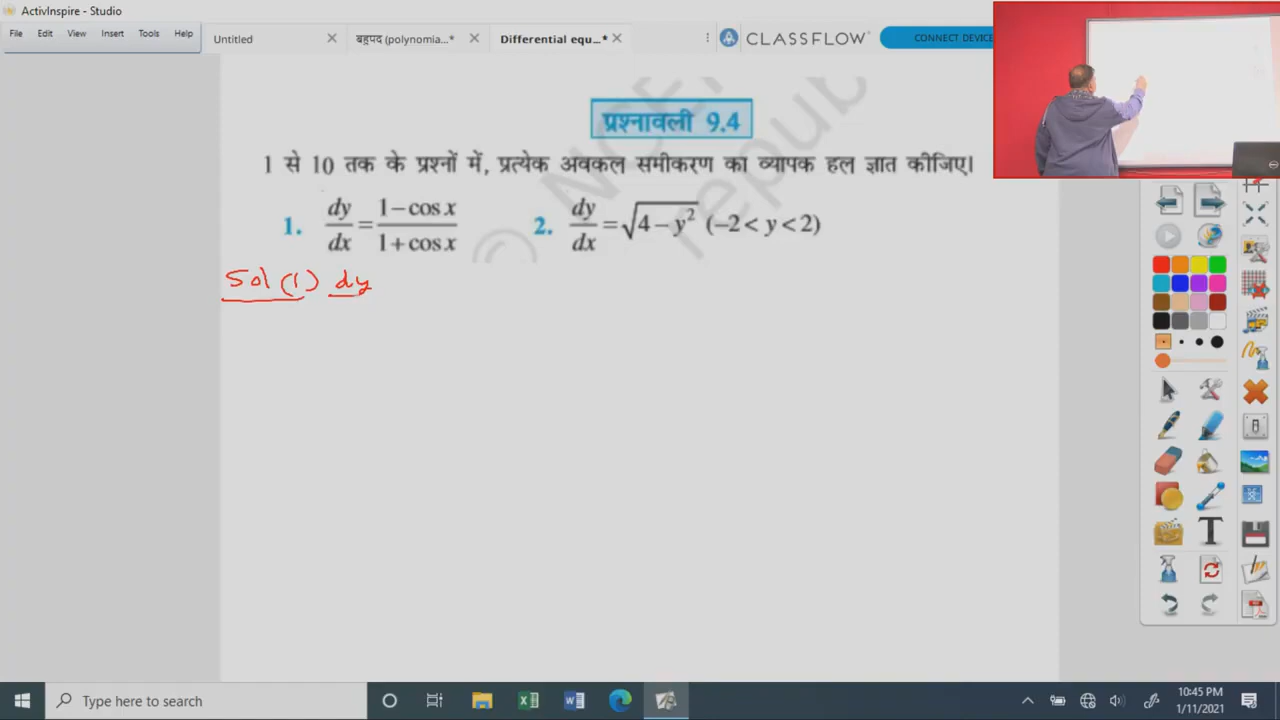 ActivInspire - Studio
File Edit View Insert Tools Help
Untitled
बहुपद (polynomia...*
Differential equ...*
CLASSFLOW
CONNECT DEVICE
प्रश्नावली 9.4
1 से 10 तक के प्रश्नों में, प्रत्येक अवकल समीकरण का व्यापक हल ज्ञात कीजिए।
1. dy/dx = (1 – cos x)/(1 + cos x) 2. dy/dx = √(4 – y²) (–2 < y < 2)
Sol (1) dy
Type here to search
10:45 PM
1/11/2021